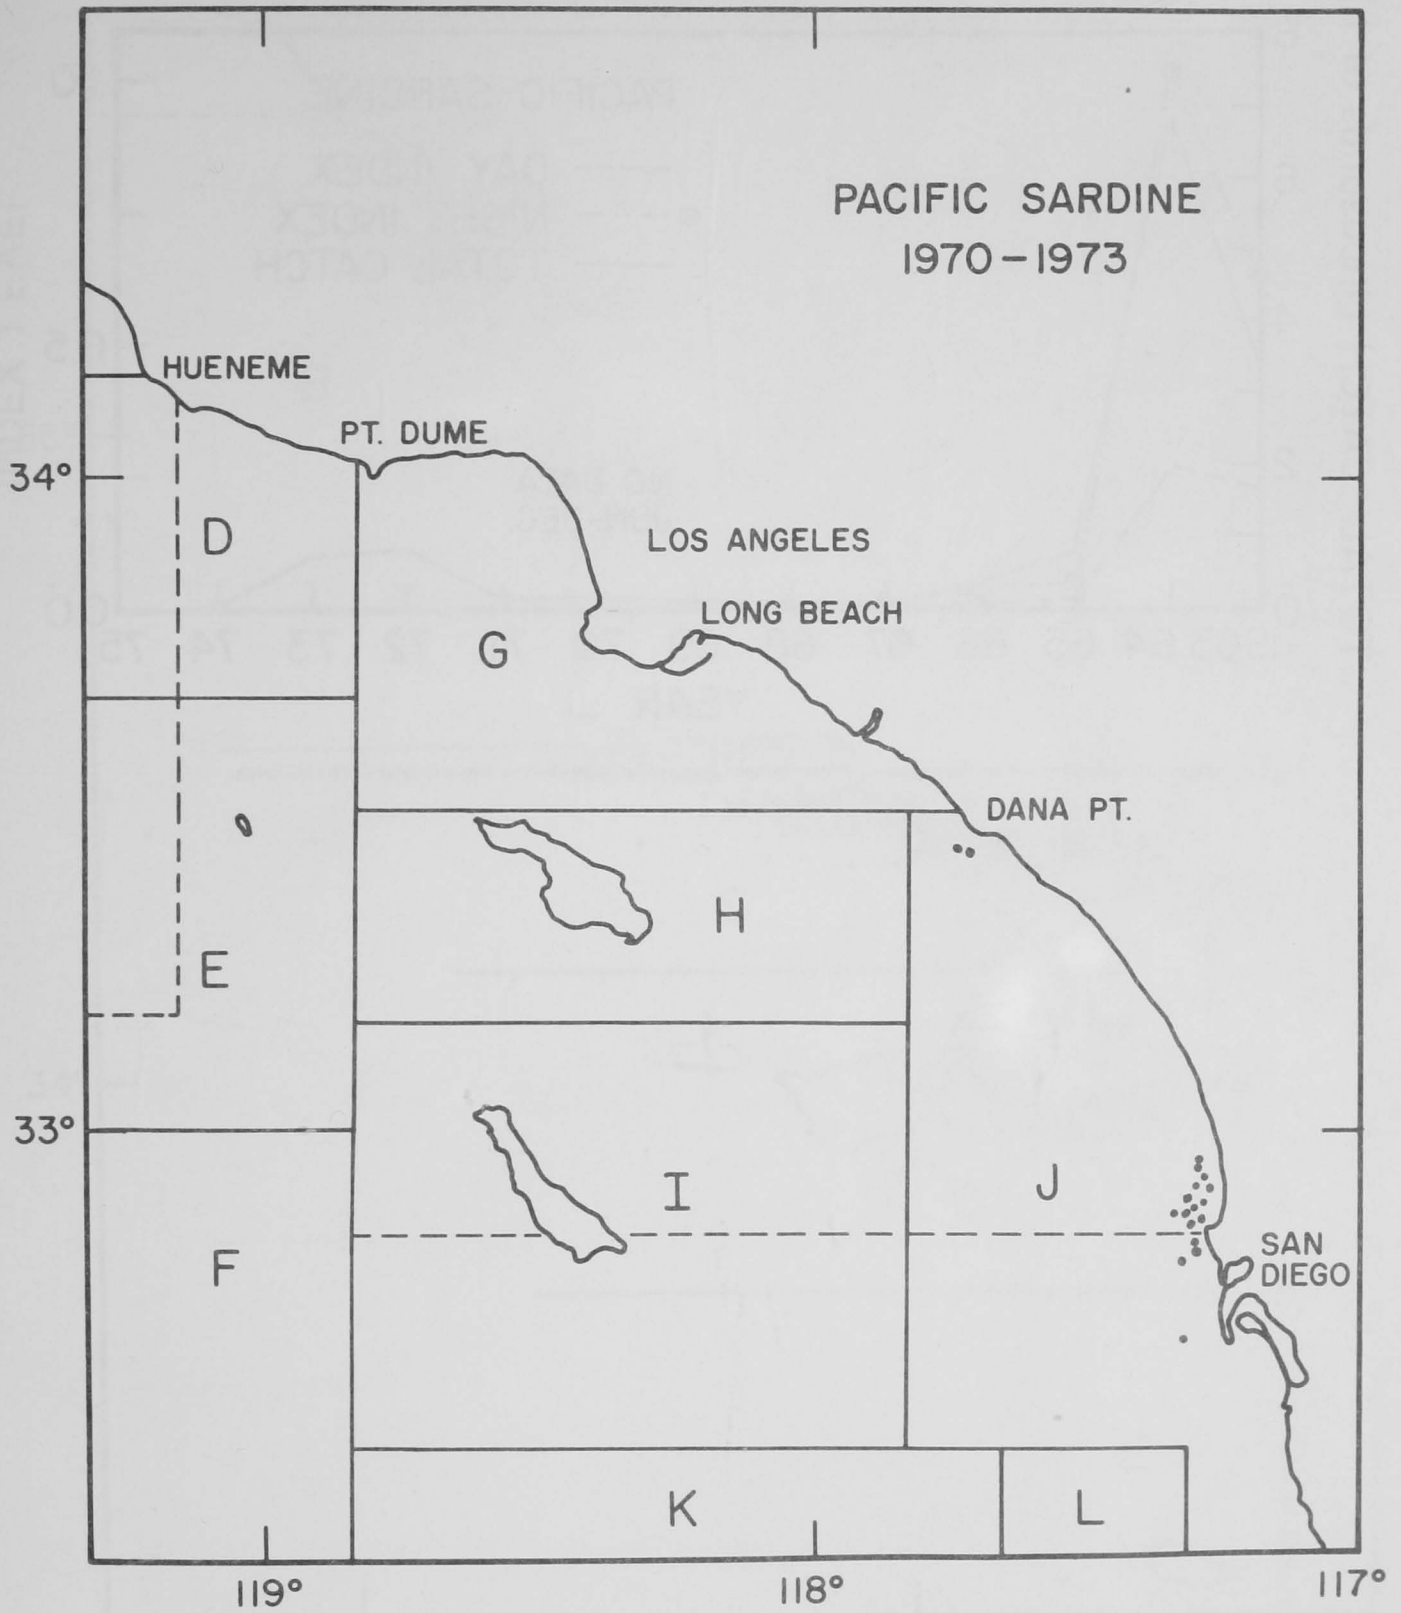 PACIFIC SARDINE
1970-1973
HUENEME
PT. DUME
34°
D
LOS ANGELES
LONG BEACH
G
DANA PT.
H
E
33°
I
J
F
SAN
DIEGO
K
L
119°
118°
117°